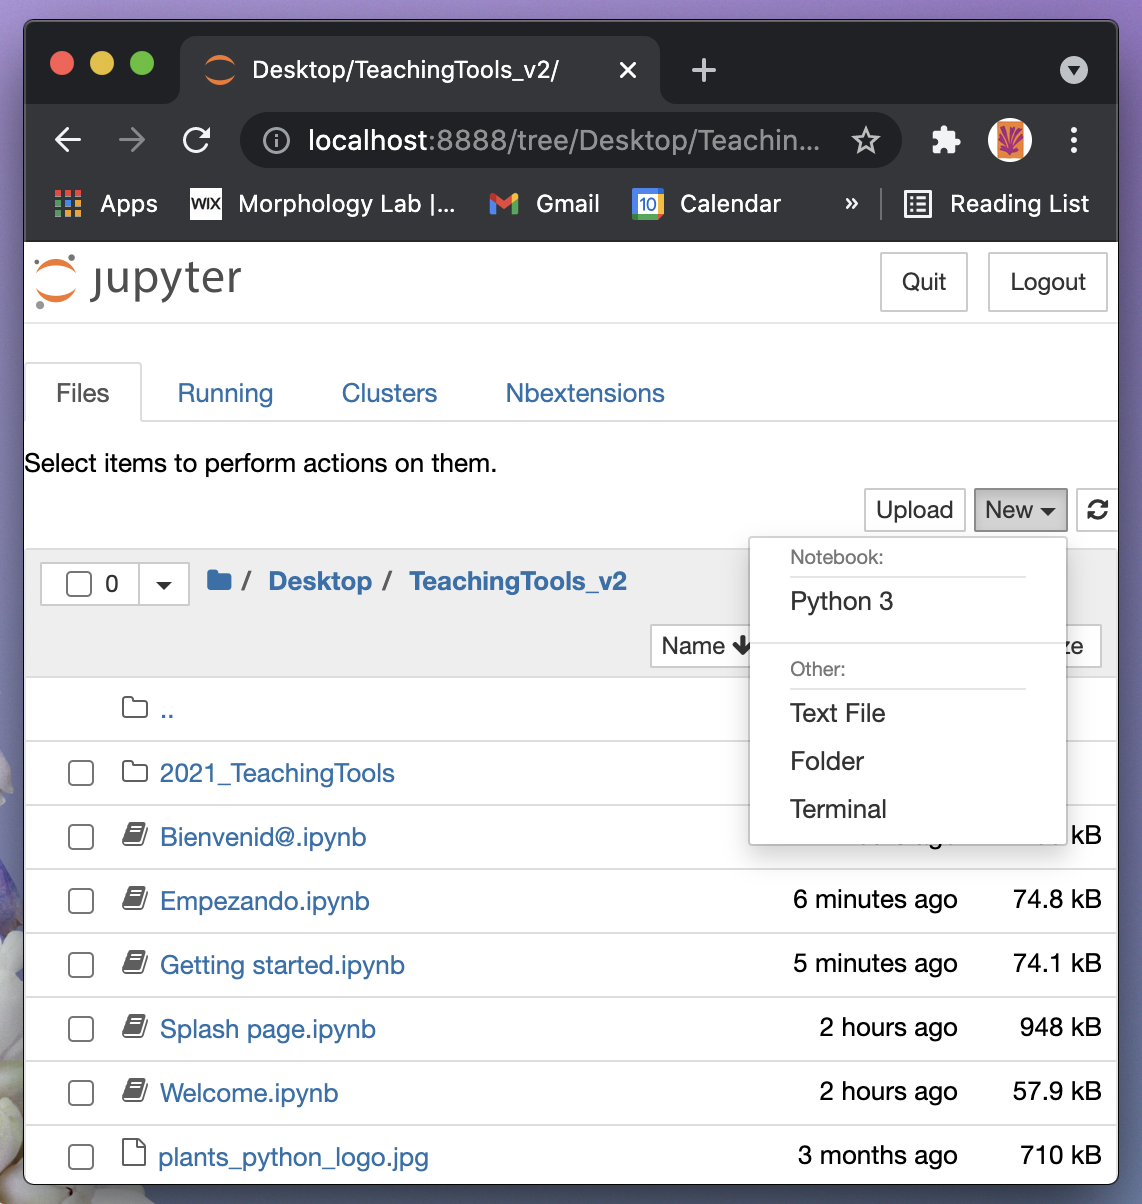 Desktop/TeachingTools_v2/
localhost:8888/tree/Desktop/Teachin...
Apps WIX Morphology Lab |... Gmail 10 Calendar » Reading List
jupyter Quit Logout
Files Running Clusters Nbextensions
Select items to perform actions on them.
Upload New
Notebook:
Python 3
Other:
Text File
Folder
Terminal
0 / Desktop / TeachingTools_v2
Name
..
2021_TeachingTools
Bienvenid@.ipynb kB
Empezando.ipynb 6 minutes ago 74.8 kB
Getting started.ipynb 5 minutes ago 74.1 kB
Splash page.ipynb 2 hours ago 948 kB
Welcome.ipynb 2 hours ago 57.9 kB
plants_python_logo.jpg 3 months ago 710 kB